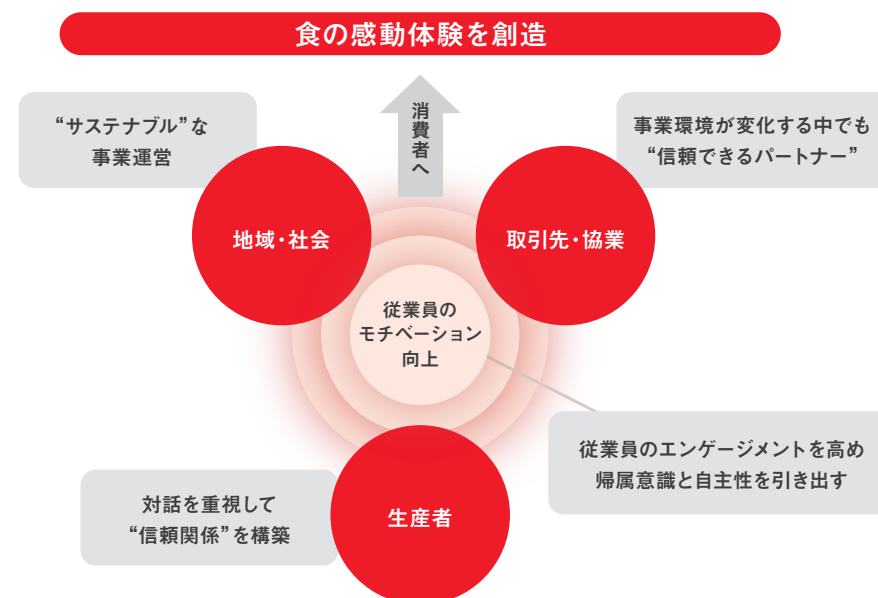 食の感動体験を創造
消費者へ
“サステナブル”な
事業運営
事業環境が変化する中でも
“信頼できるパートナー”
地域・社会
取引先・協業
従業員の
モチベーション
向上
従業員のエンゲージメントを高め
帰属意識と自主性を引き出す
対話を重視して
“信頼関係”を構築
生産者